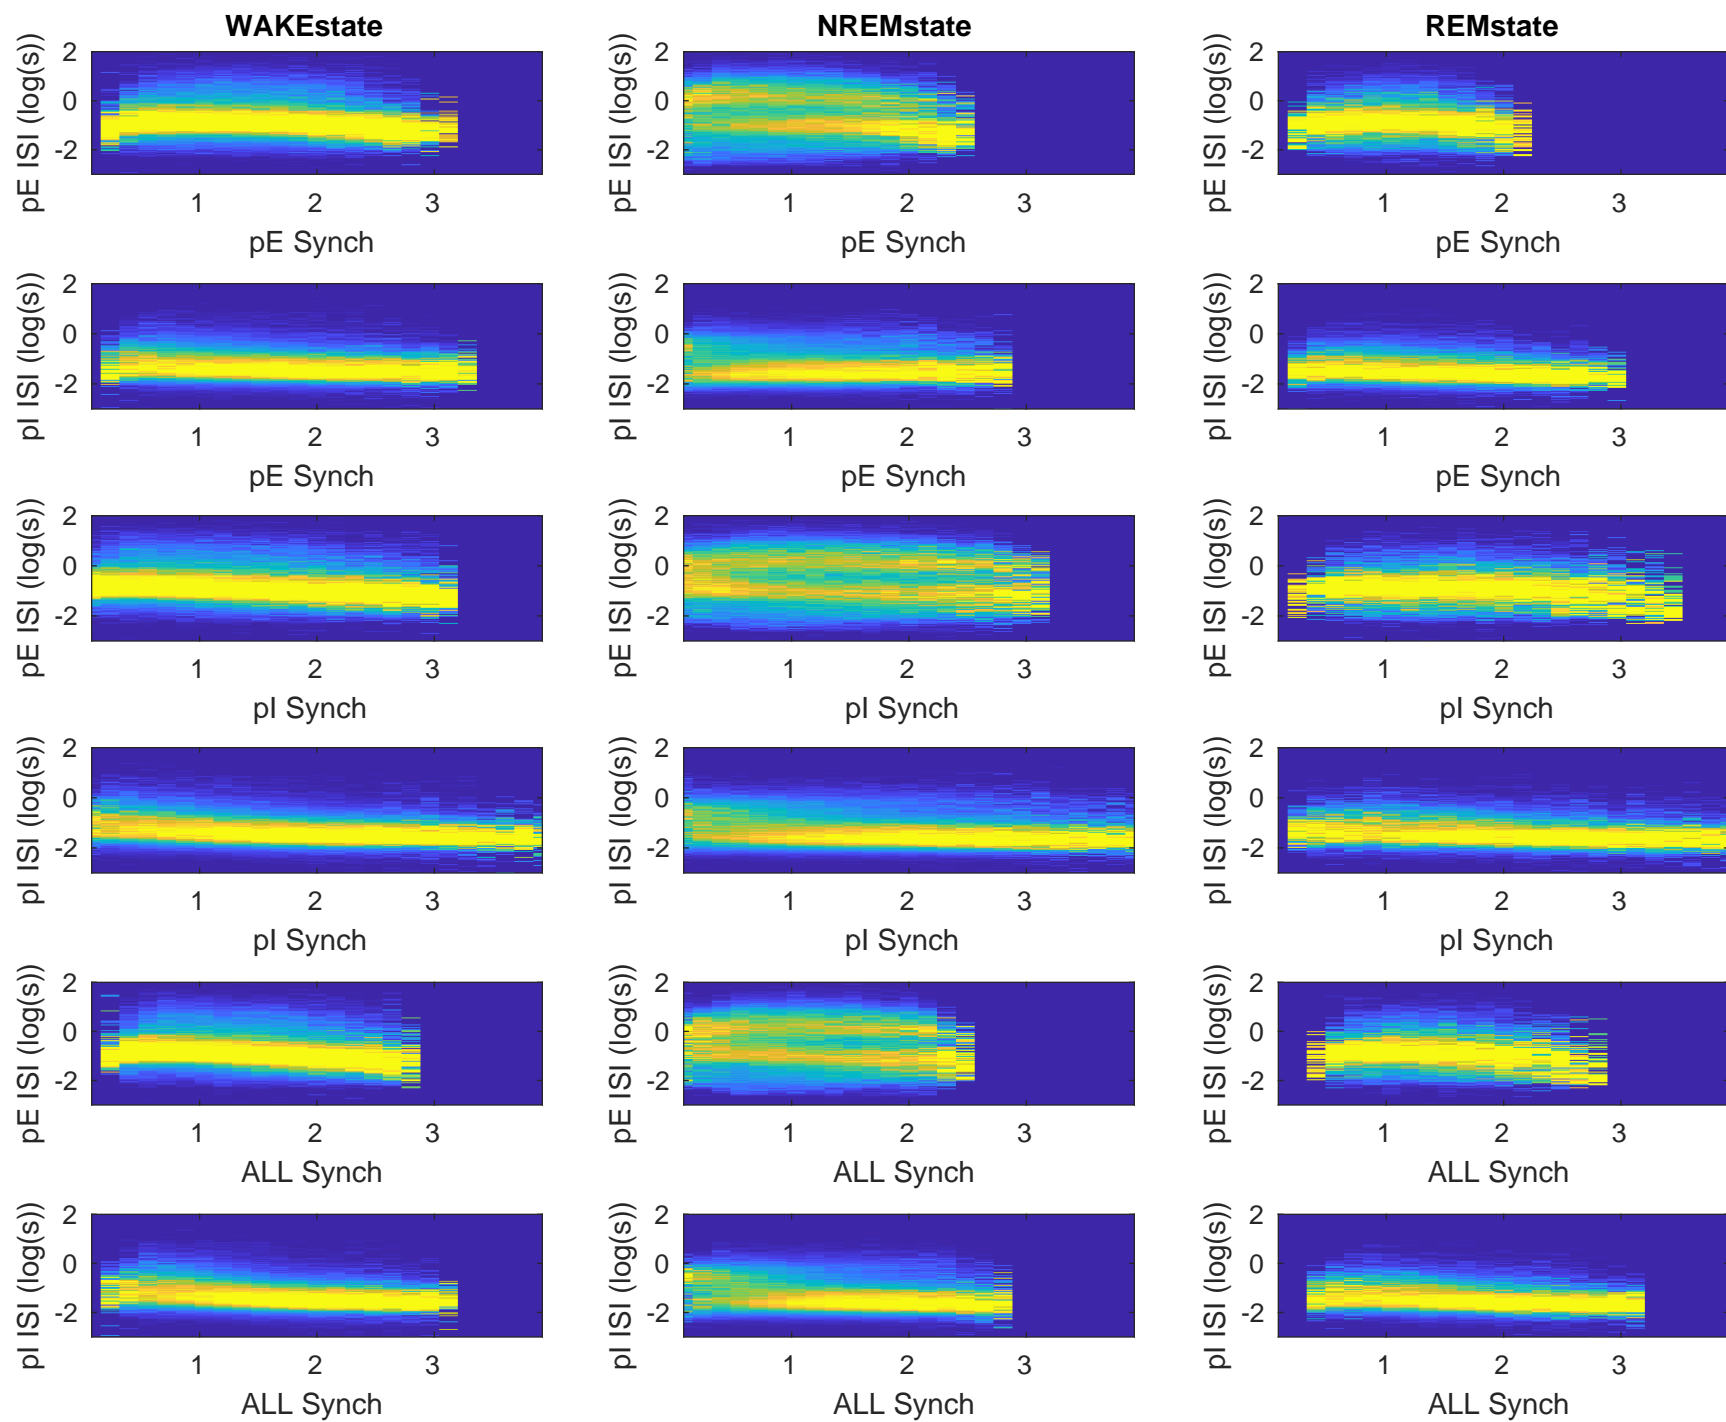 WAKEstate NREMstate REMstate
pE ISI (log(s)) 2 0 -2 pE ISI (log(s)) 2 0 -2 pE ISI (log(s)) 2 0 -2
1 2 3 1 2 3 1 2 3
pE Synch pE Synch pE Synch
pI ISI (log(s)) 2 0 -2 pI ISI (log(s)) 2 0 -2 pI ISI (log(s)) 2 0 -2
1 2 3 1 2 3 1 2 3
pE Synch pE Synch pE Synch
pE ISI (log(s)) 2 0 -2 pE ISI (log(s)) 2 0 -2 pE ISI (log(s)) 2 0 -2
1 2 3 1 2 3 1 2 3
pI Synch pI Synch pI Synch
pI ISI (log(s)) 2 0 -2 pI ISI (log(s)) 2 0 -2 pI ISI (log(s)) 2 0 -2
1 2 3 1 2 3 1 2 3
pI Synch pI Synch pI Synch
pE ISI (log(s)) 2 0 -2 pE ISI (log(s)) 2 0 -2 pE ISI (log(s)) 2 0 -2
1 2 3 1 2 3 1 2 3
ALL Synch ALL Synch ALL Synch
pI ISI (log(s)) 2 0 -2 pI ISI (log(s)) 2 0 -2 pI ISI (log(s)) 2 0 -2
1 2 3 1 2 3 1 2 3
ALL Synch ALL Synch ALL Synch